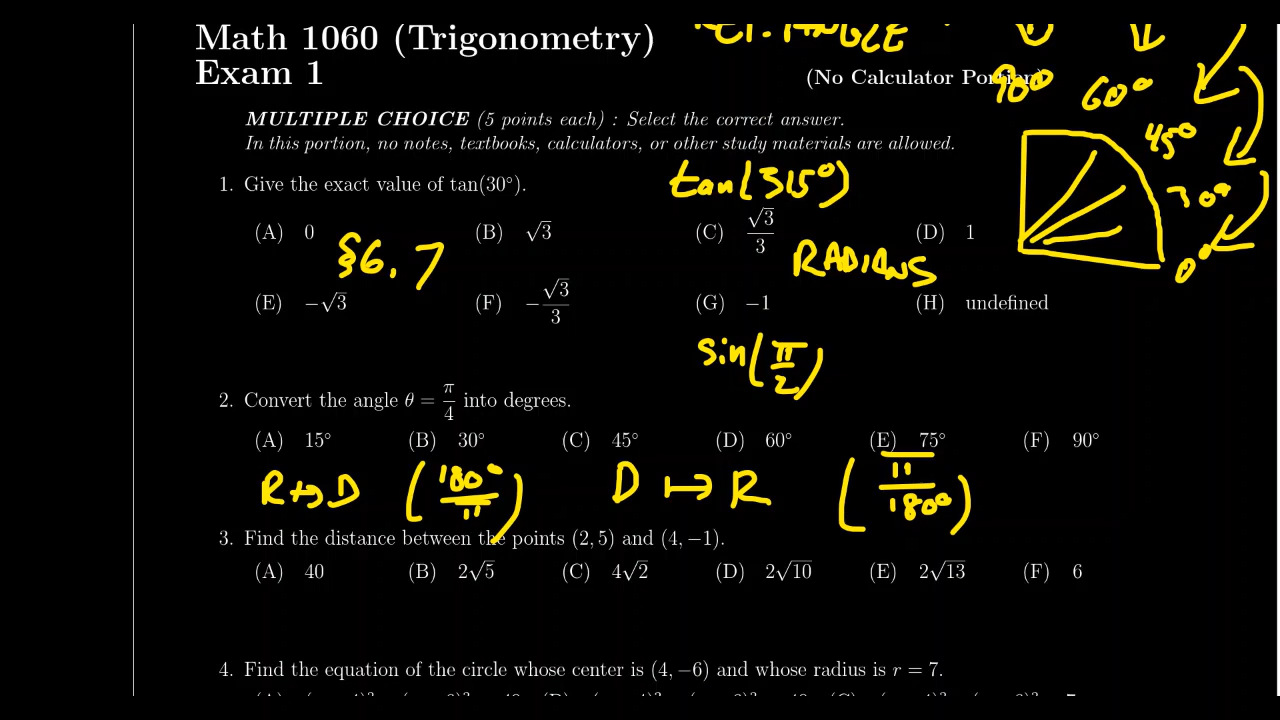 Math 1060 (Trigonometry)
Exam 1
(No Calculator Portion)
ANGLE
90°
60°
45°
30°
0°
MULTIPLE CHOICE (5 points each) : Select the correct answer.
In this portion, no notes, textbooks, calculators, or other study materials are allowed.
1. Give the exact value of tan(30°).
tan(315°)
(A) 0 (B) √3 (C) √3/3 (D) 1
§6.7
RADIANS
(E) −√3 (F) −√3/3 (G) −1 (H) undefined
sin(π/2)
2. Convert the angle θ = π/4 into degrees.
(A) 15° (B) 30° (C) 45° (D) 60° (E) 75° (F) 90°
R ↦ D (180°/π) D ↦ R (π/180°)
3. Find the distance between the points (2, 5) and (4, −1).
(A) 40 (B) 2√5 (C) 4√2 (D) 2√10 (E) 2√13 (F) 6
4. Find the equation of the circle whose center is (4, −6) and whose radius is r = 7.